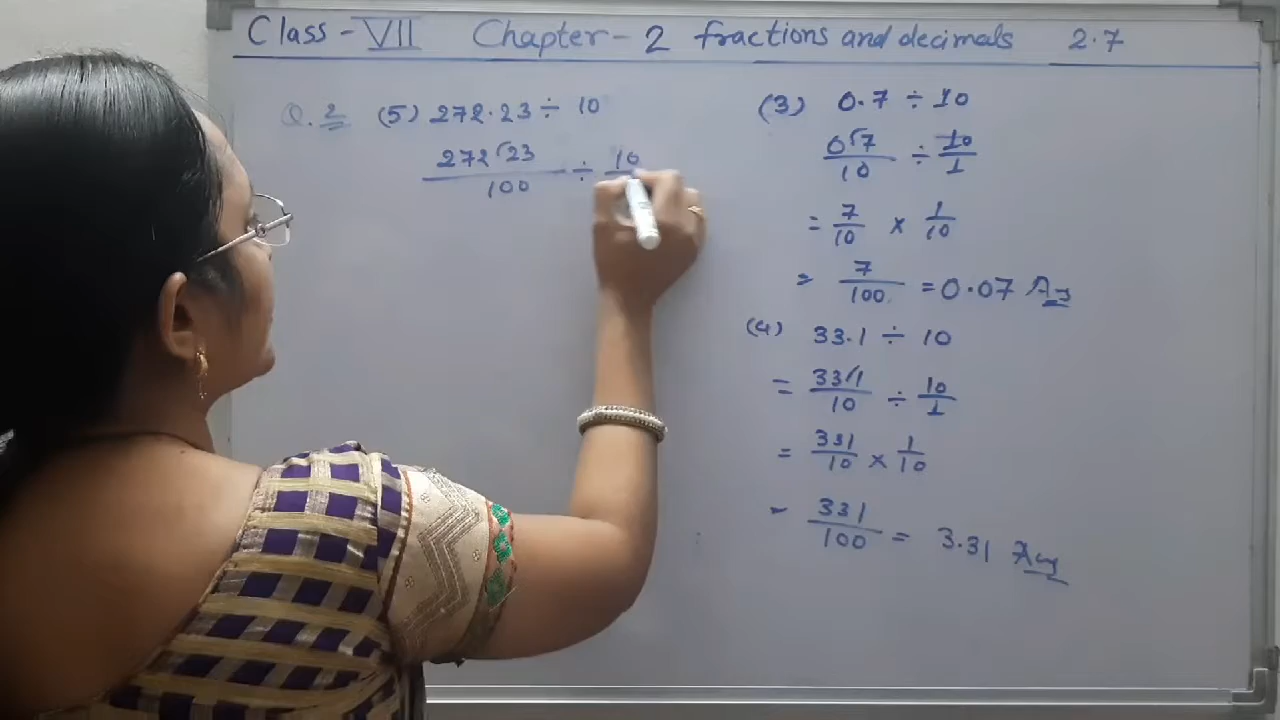 Class - VII Chapter - 2 fractions and decimals 2.7
Q. 2 (5) 272.23 ÷ 10
272 23 / 100 ÷ 10
(3) 0.7 ÷ 10
0 7 / 10 ÷ 10 / 1
= 7 / 10 × 1 / 10
= 7 / 100 = 0.07 Ans
(4) 33.1 ÷ 10
= 33 1 / 10 ÷ 10 / 1
= 331 / 10 × 1 / 10
= 331 / 100 = 3.31 Ans